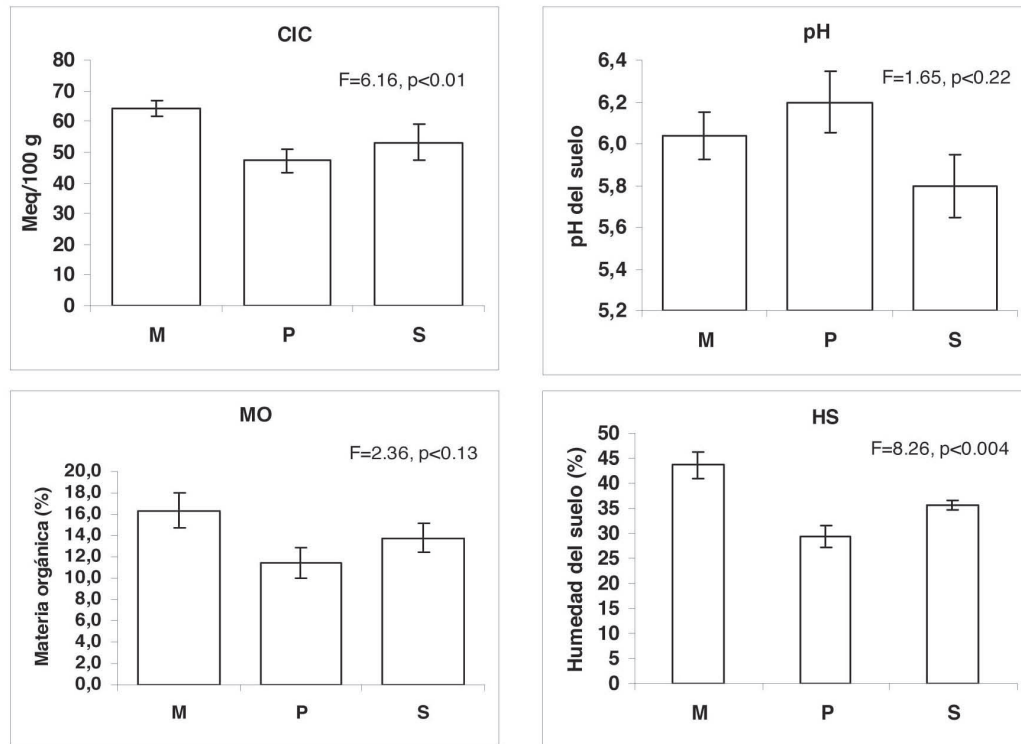 CIC
F=6.16, p<0.01
Meq/100 g
80
70
60
50
40
30
20
10
0
M P S
pH
F=1.65, p<0.22
pH del suelo
6,4
6,2
6,0
5,8
5,6
5,4
5,2
M P S
MO
F=2.36, p<0.13
Materia orgánica (%)
20,0
18,0
16,0
14,0
12,0
10,0
8,0
6,0
4,0
2,0
0,0
M P S
HS
F=8.26, p<0.004
Humedad del suelo (%)
50
45
40
35
30
25
20
15
10
5
0
M P S